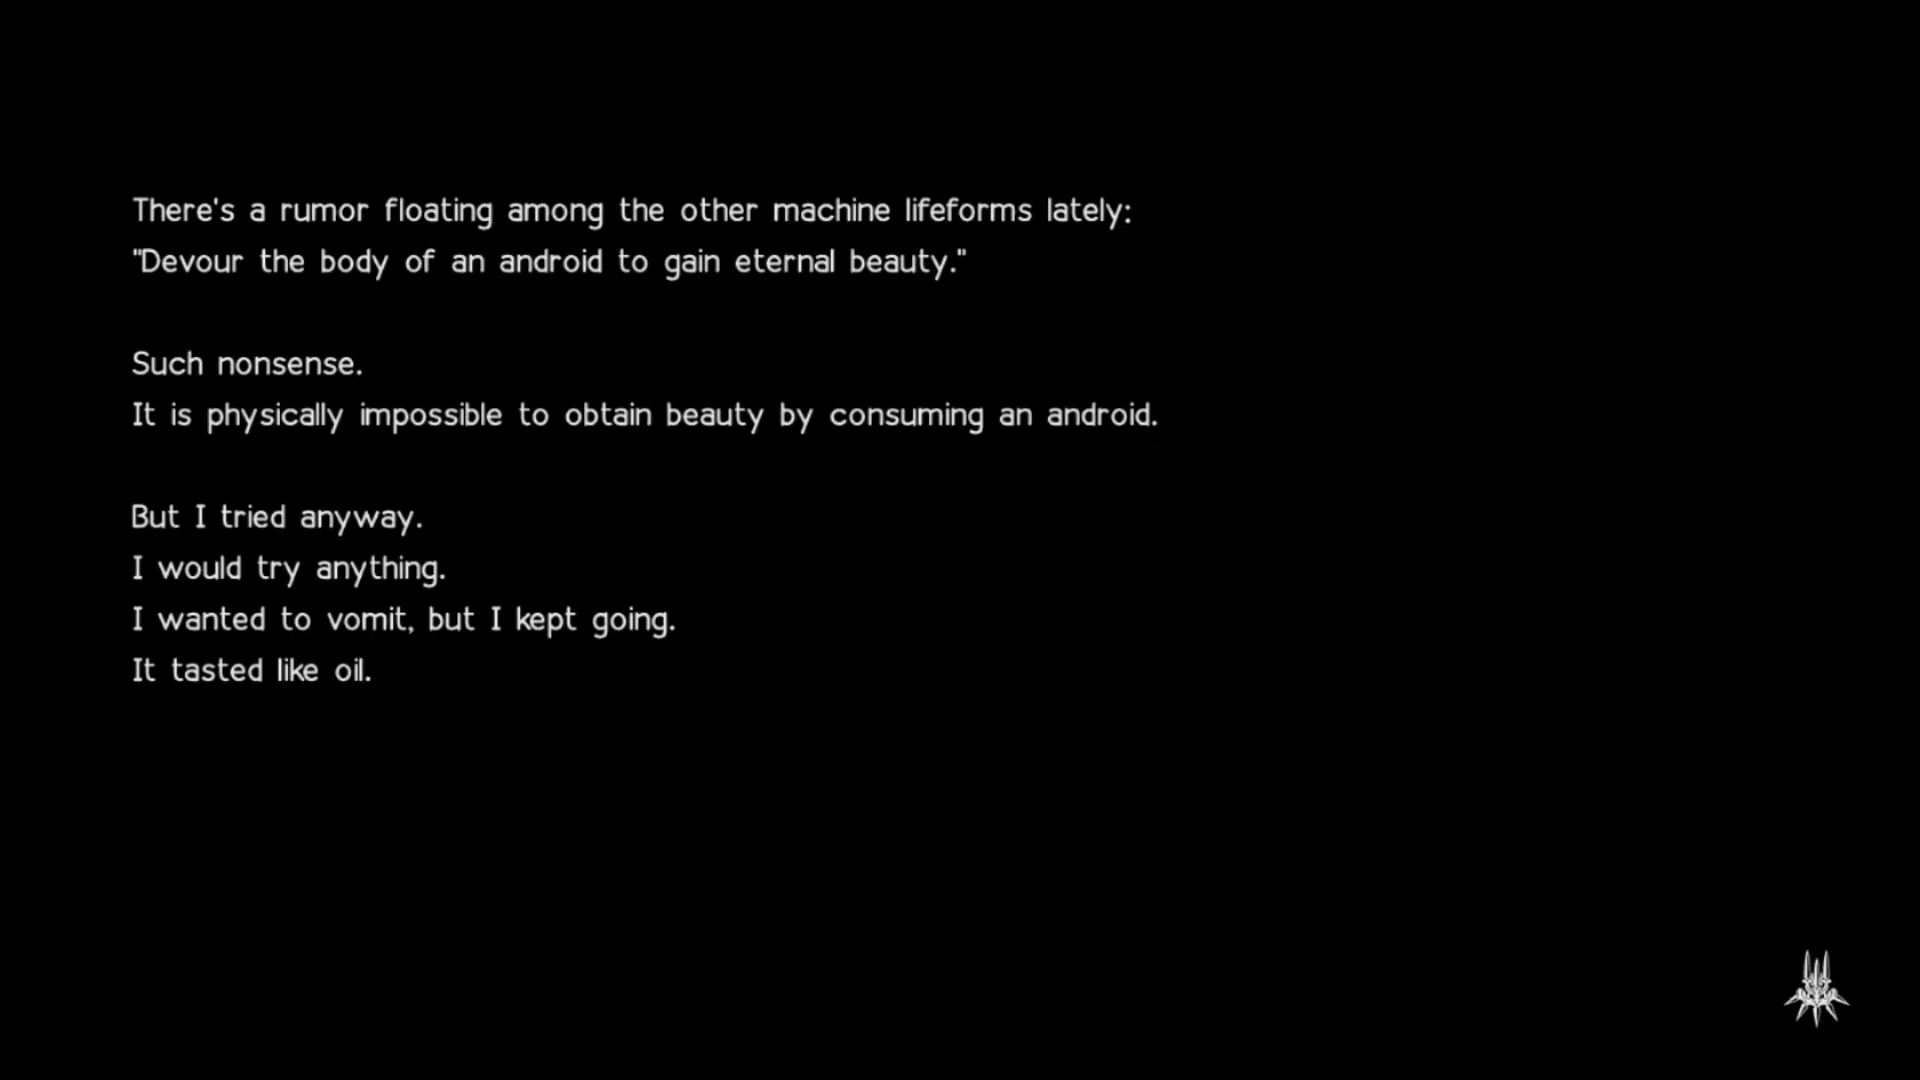 There's a rumor floating among the other machine lifeforms lately:
"Devour the body of an android to gain eternal beauty."
Such nonsense.
It is physically impossible to obtain beauty by consuming an android.
But I tried anyway.
I would try anything.
I wanted to vomit, but I kept going.
It tasted like oil.